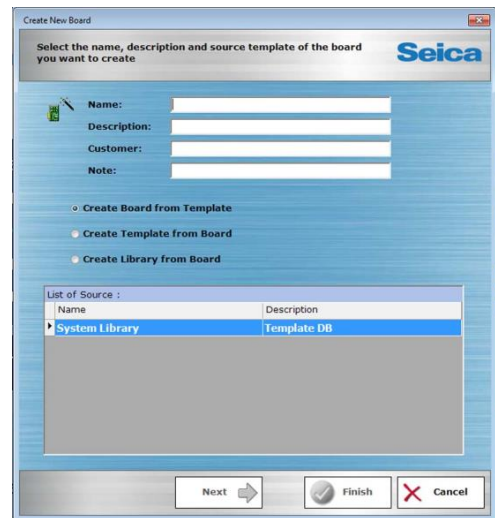 Create New Board
Select the name, description and source template of the board
you want to create
Seica
Name:
Description:
Customer:
Note:
Create Board from Template
Create Template from Board
Create Library from Board
List of Source :
Name Description
System Library Template DB
Next Finish Cancel